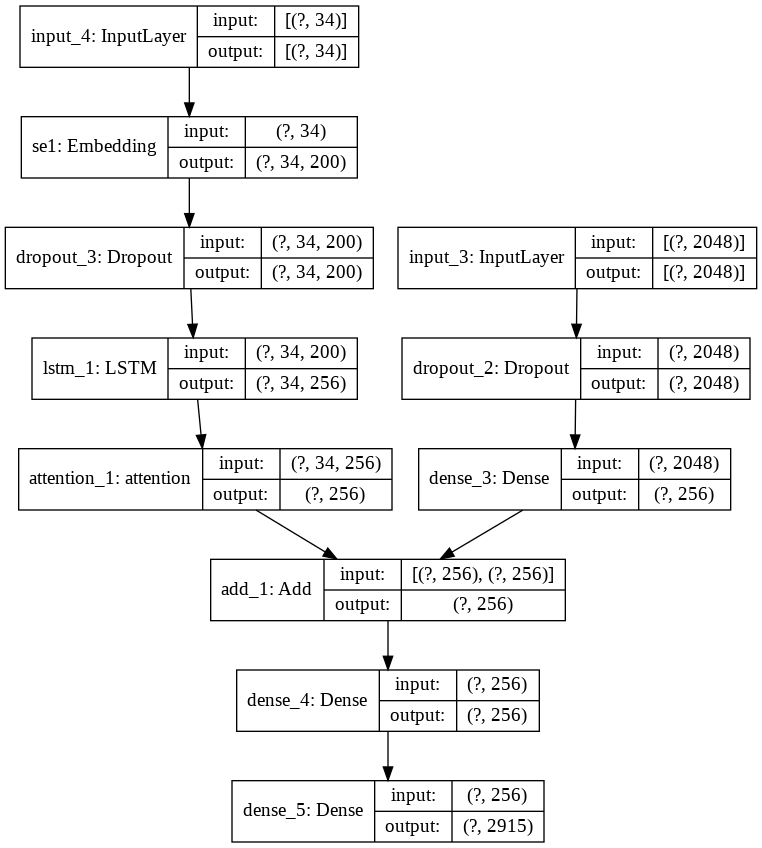 input_4: InputLayer
input: [(?, 34)]
output: [(?, 34)]
se1: Embedding
input: (?, 34)
output: (?, 34, 200)
dropout_3: Dropout
input: (?, 34, 200)
output: (?, 34, 200)
input_3: InputLayer
input: [(?, 2048)]
output: [(?, 2048)]
lstm_1: LSTM
input: (?, 34, 200)
output: (?, 34, 256)
dropout_2: Dropout
input: (?, 2048)
output: (?, 2048)
attention_1: attention
input: (?, 34, 256)
output: (?, 256)
dense_3: Dense
input: (?, 2048)
output: (?, 256)
add_1: Add
input: [(?, 256), (?, 256)]
output: (?, 256)
dense_4: Dense
input: (?, 256)
output: (?, 256)
dense_5: Dense
input: (?, 256)
output: (?, 2915)